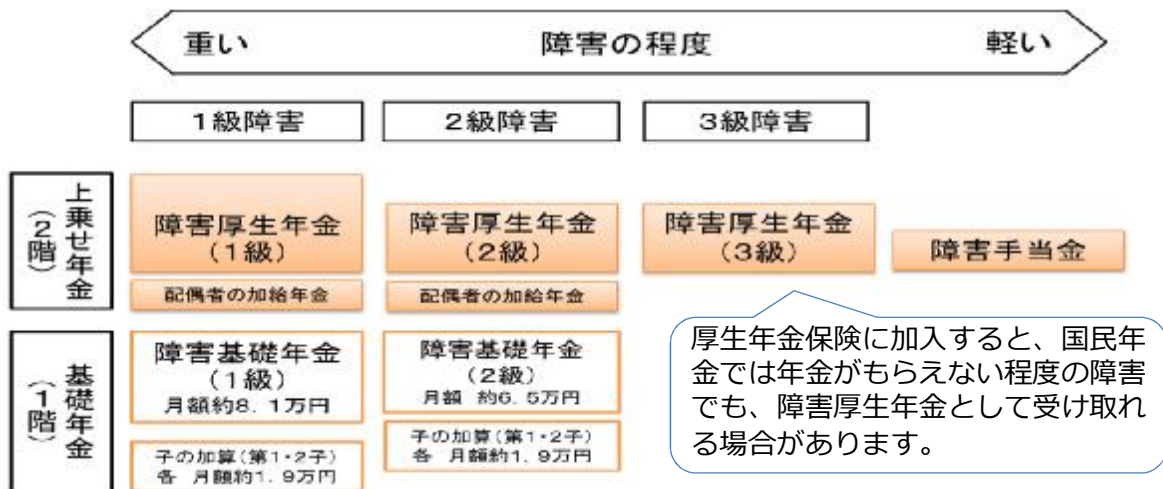 重い 障害の程度 軽い
1級障害 2級障害 3級障害
上乗せ年金
(2階)
障害厚生年金
(1級)
障害厚生年金
(2級)
障害厚生年金
(3級)
障害手当金
配偶者の加給年金
配偶者の加給年金
基礎年金
(1階)
障害基礎年金
(1級)
月額約8.1万円
障害基礎年金
(2級)
月額 約6.5万円
子の加算(第1・2子)
各 月額約1.9万円
子の加算(第1・2子)
各 月額約1.9万円
厚生年金保険に加入すると、国民年
金では年金がもらえない程度の障害
でも、障害厚生年金として受け取れ
る場合があります。